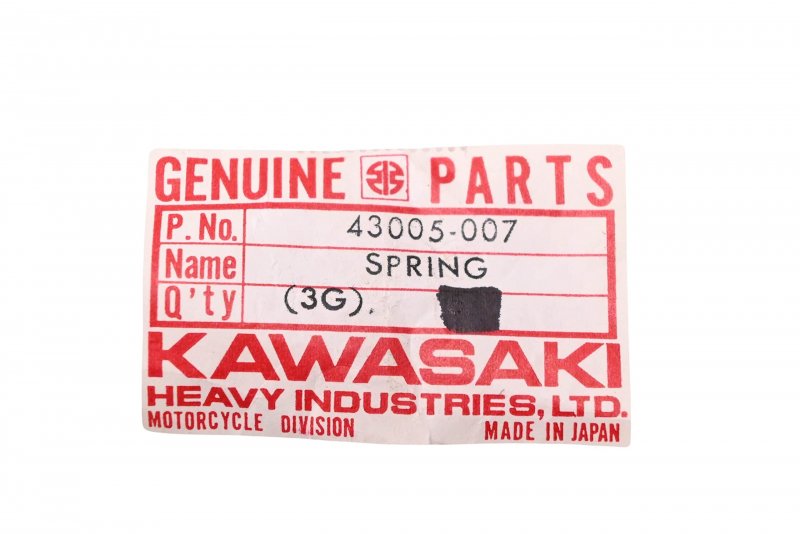 GENUINE PARTS
P. No. 43005-007
Name SPRING
Q'ty (3G).
KAWASAKI
HEAVY INDUSTRIES, LTD.
MOTORCYCLE DIVISION MADE IN JAPAN